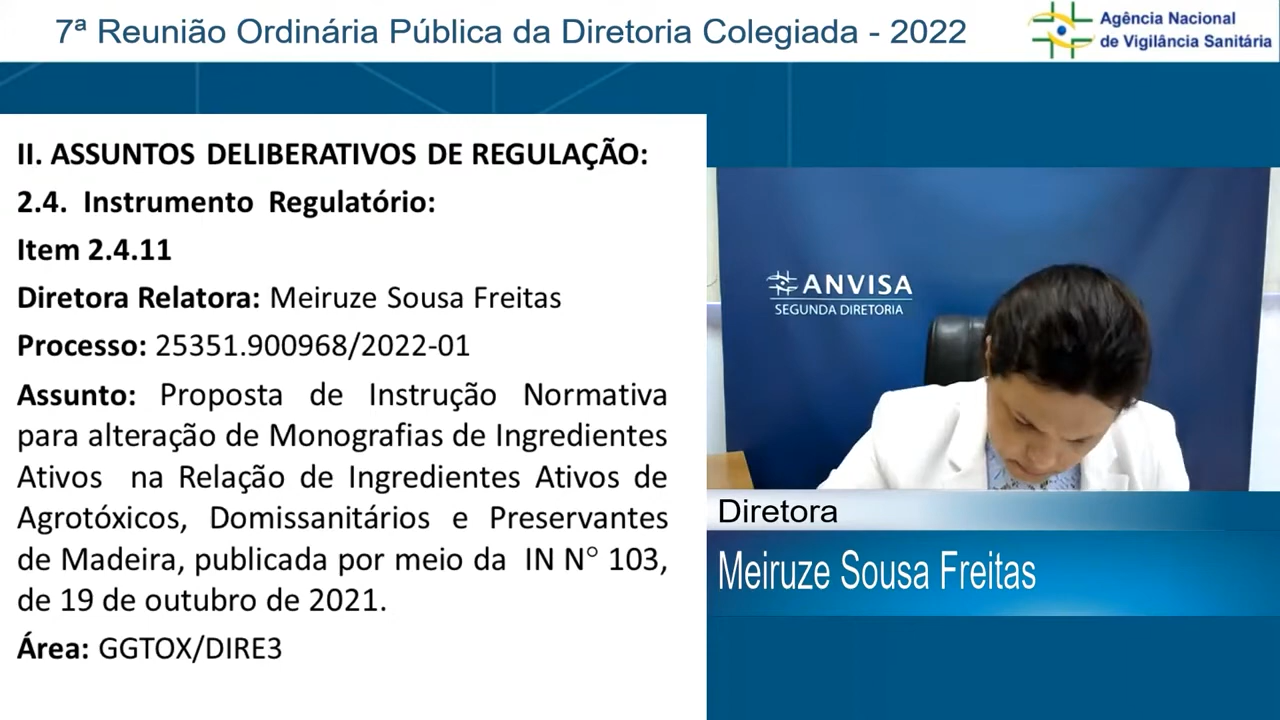 7ª Reunião Ordinária Pública da Diretoria Colegiada - 2022
Agência Nacional
de Vigilância Sanitária
II. ASSUNTOS DELIBERATIVOS DE REGULAÇÃO:
2.4. Instrumento Regulatório:
Item 2.4.11
Diretora Relatora: Meiruze Sousa Freitas
Processo: 25351.900968/2022-01
Assunto: Proposta de Instrução Normativa
para alteração de Monografias de Ingredientes
Ativos na Relação de Ingredientes Ativos de
Agrotóxicos, Domissanitários e Preservantes
de Madeira, publicada por meio da IN N° 103,
de 19 de outubro de 2021.
Área: GGTOX/DIRE3
ANVISA
SEGUNDA DIRETORIA
Diretora
Meiruze Sousa Freitas